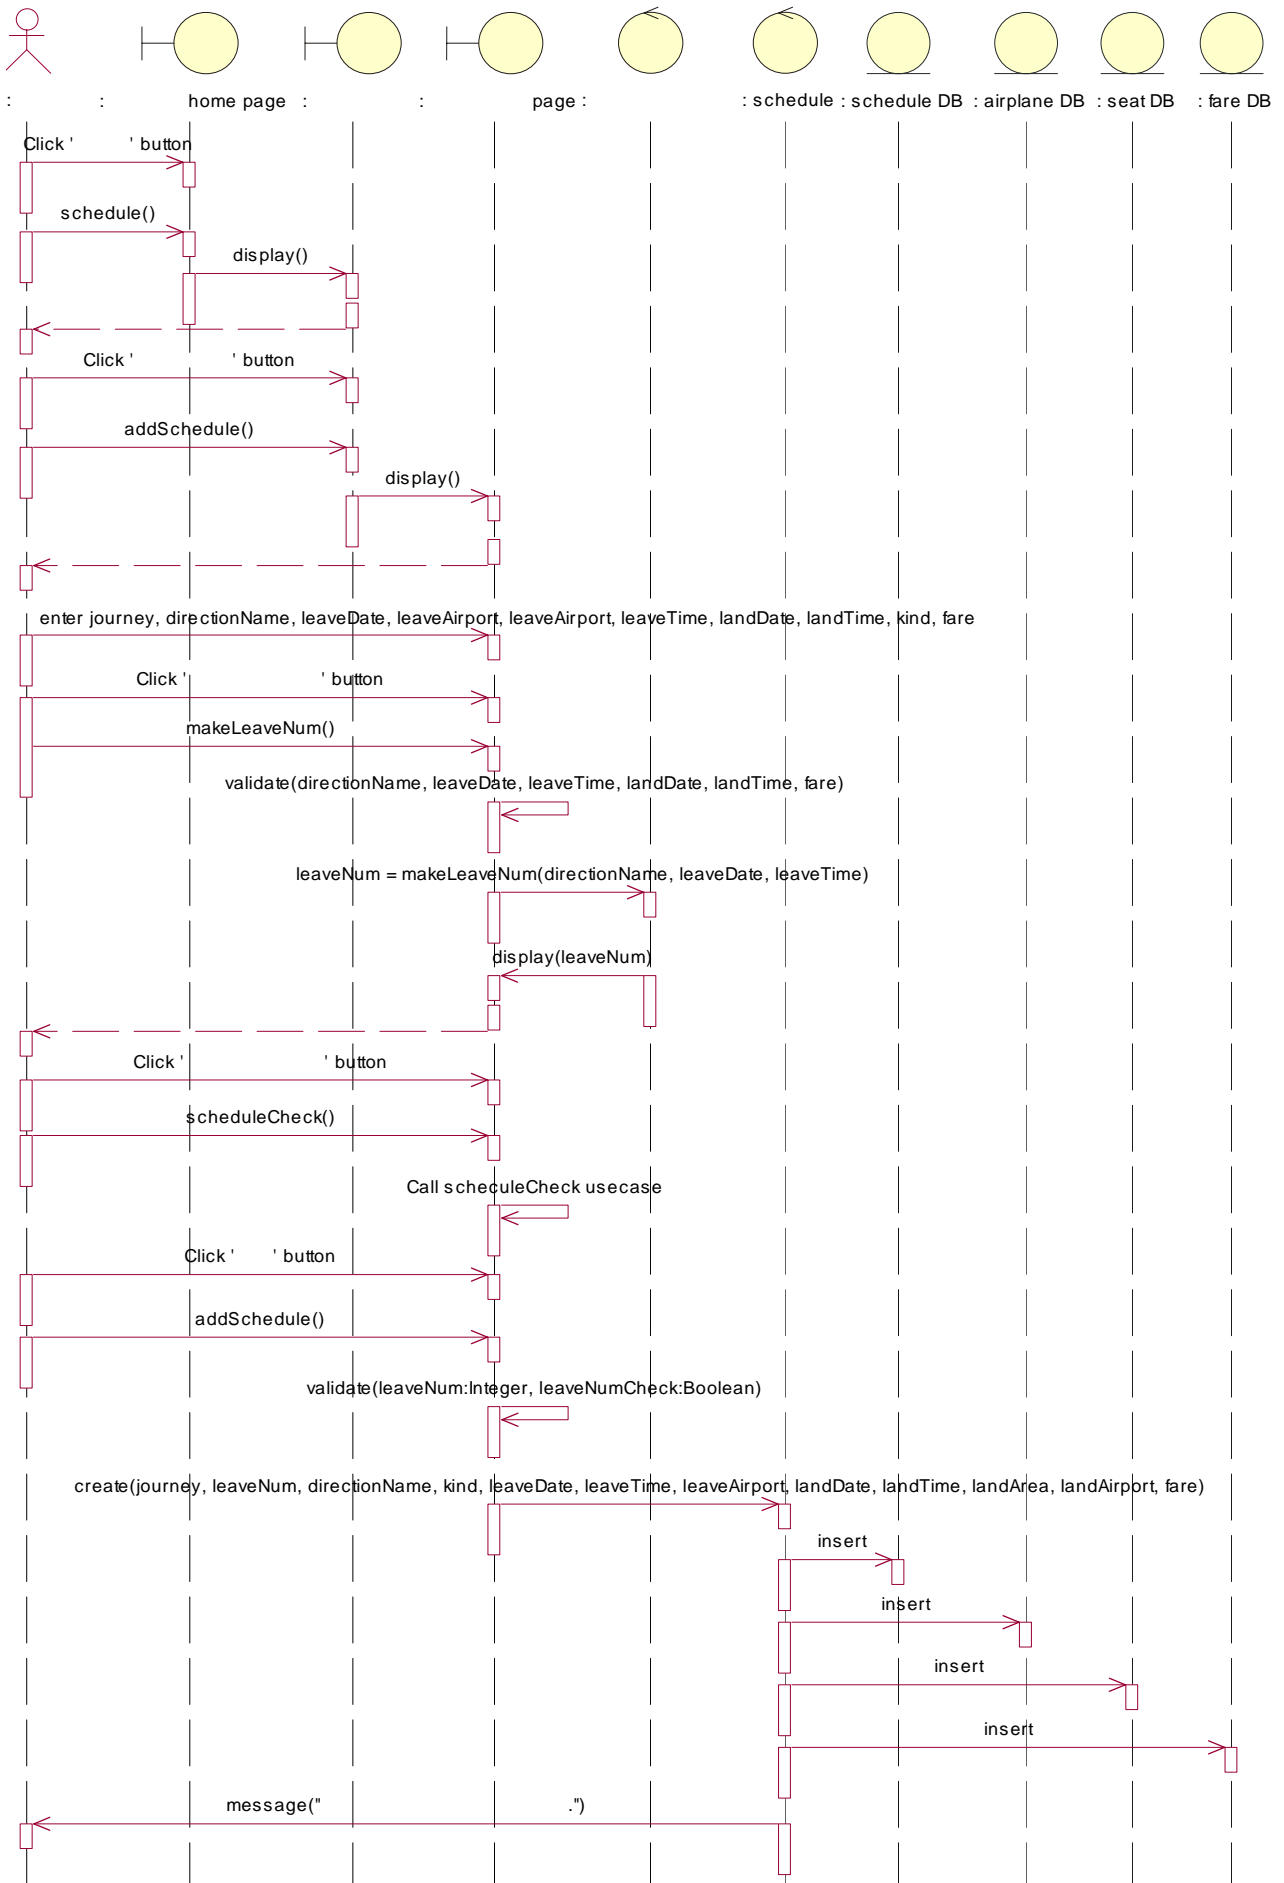 : : home page : : page : : schedule : schedule DB : airplane DB : seat DB : fare DB
Click ' ' button
schedule()
display()
Click ' ' button
addSchedule()
display()
enter journey, directionName, leaveDate, leaveAirport, leaveAirport, leaveTime, landDate, landTime, kind, fare
Click ' ' button
makeLeaveNum()
validate(directionName, leaveDate, leaveTime, landDate, landTime, fare)
leaveNum = makeLeaveNum(directionName, leaveDate, leaveTime)
display(leaveNum)
Click ' ' button
scheduleCheck()
Call scheculeCheck usecase
Click ' ' button
addSchedule()
validate(leaveNum:Integer, leaveNumCheck:Boolean)
create(journey, leaveNum, directionName, kind, leaveDate, leaveTime, leaveAirport, landDate, landTime, landArea, landAirport, fare)
insert
insert
insert
insert
message(" .")